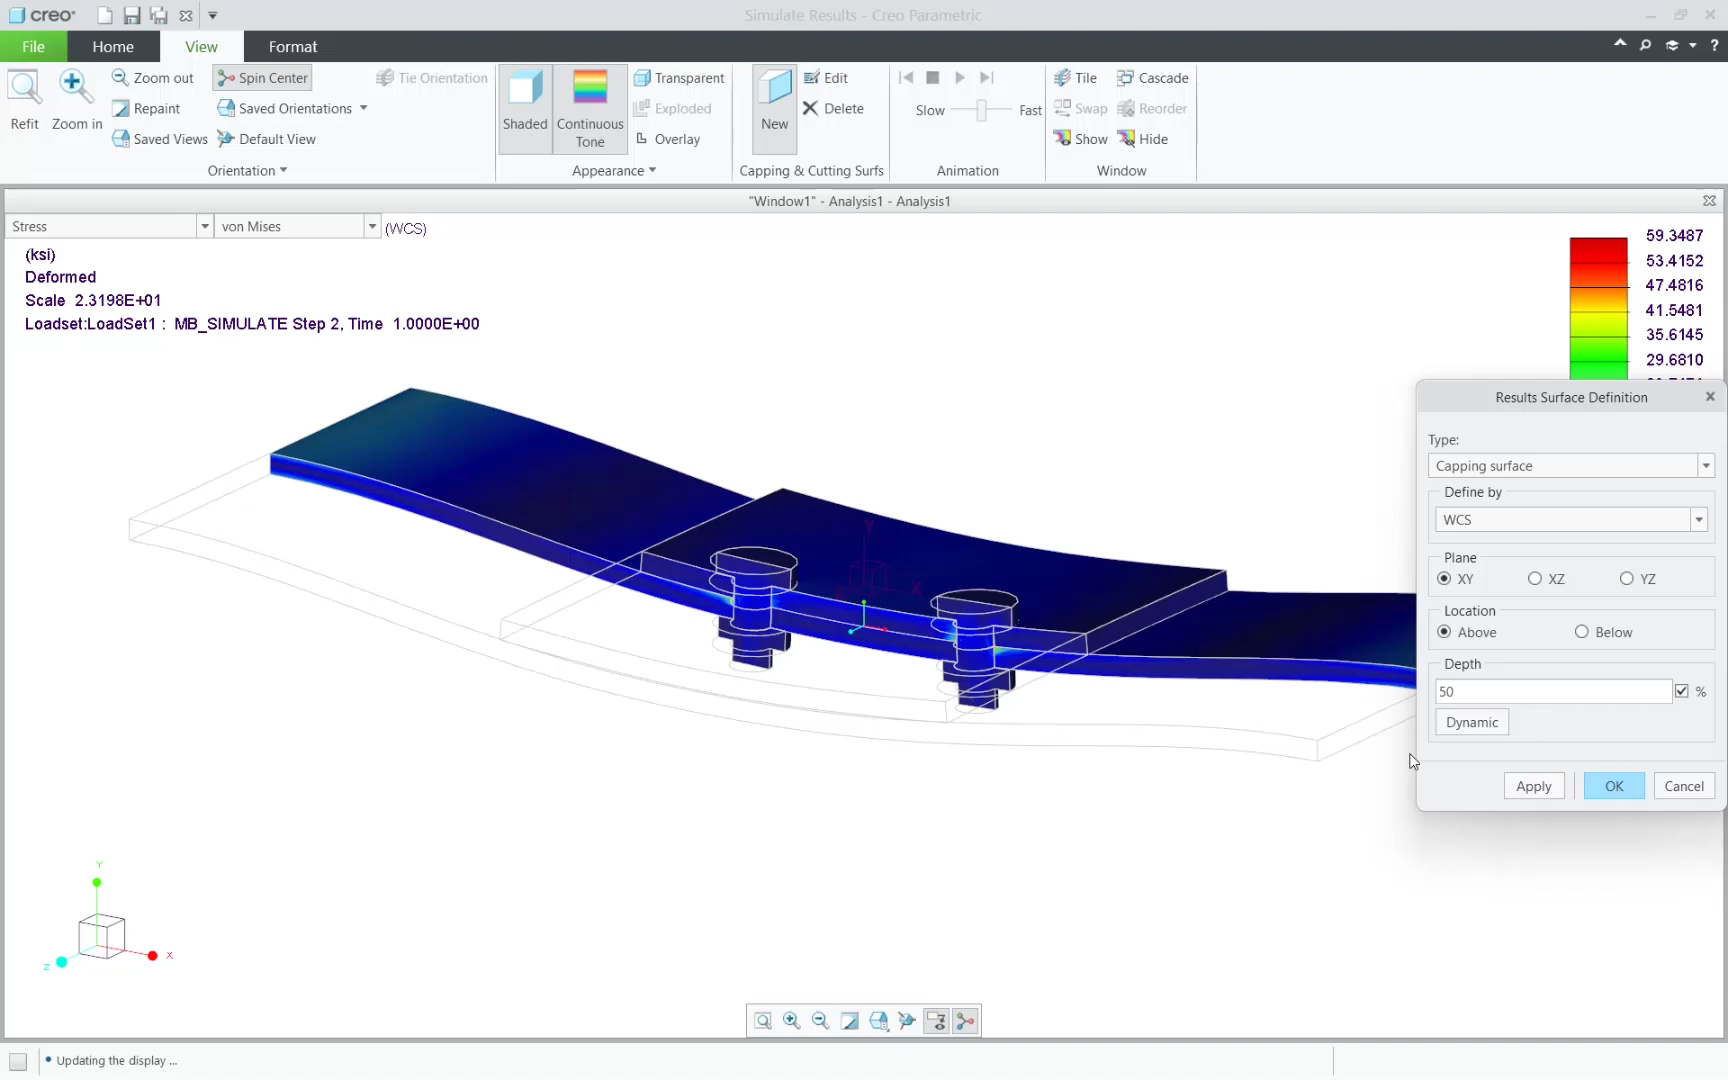 creo
Simulate Results - Creo Parametric
File
Home
View
Format
Refit
Zoom in
Zoom out
Repaint
Saved Views
Spin Center
Saved Orientations
Default View
Tie Orientation
Orientation
Shaded
Continuous
Tone
Transparent
Exploded
Overlay
Appearance
New
Edit
Delete
Capping & Cutting Surfs
Slow
Fast
Animation
Tile
Cascade
Swap
Reorder
Show
Hide
Window
"Window1" - Analysis1 - Analysis1
Stress
von Mises
(WCS)
(ksi)
Deformed
Scale 2.3198E+01
Loadset:LoadSet1 : MB_SIMULATE Step 2, Time 1.0000E+00
59.3487
53.4152
47.4816
41.5481
35.6145
29.6810
Results Surface Definition
Type:
Capping surface
Define by
WCS
Plane
XY
XZ
YZ
Location
Above
Below
Depth
50
%
Dynamic
Apply
OK
Cancel
Y
X
Y
X
Z
Updating the display ...